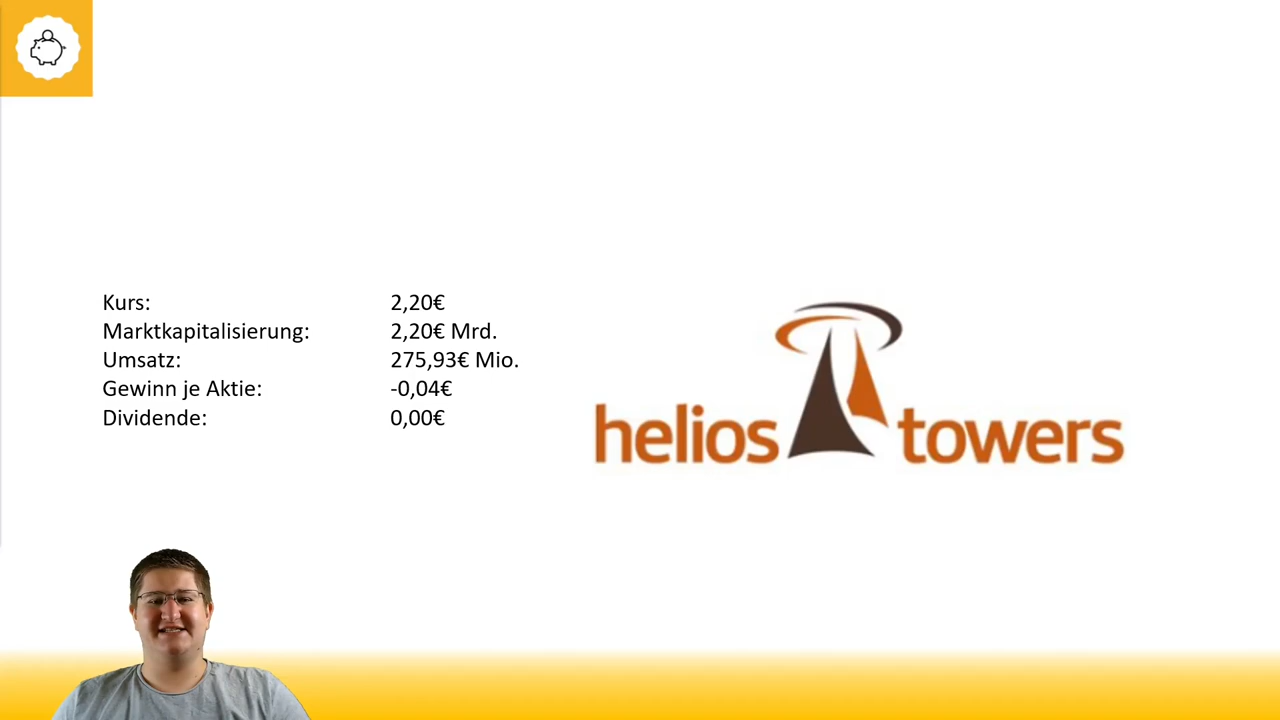 Kurs: 2,20€
Marktkapitalisierung: 2,20€ Mrd.
Umsatz: 275,93€ Mio.
Gewinn je Aktie: -0,04€
Dividende: 0,00€
helios towers